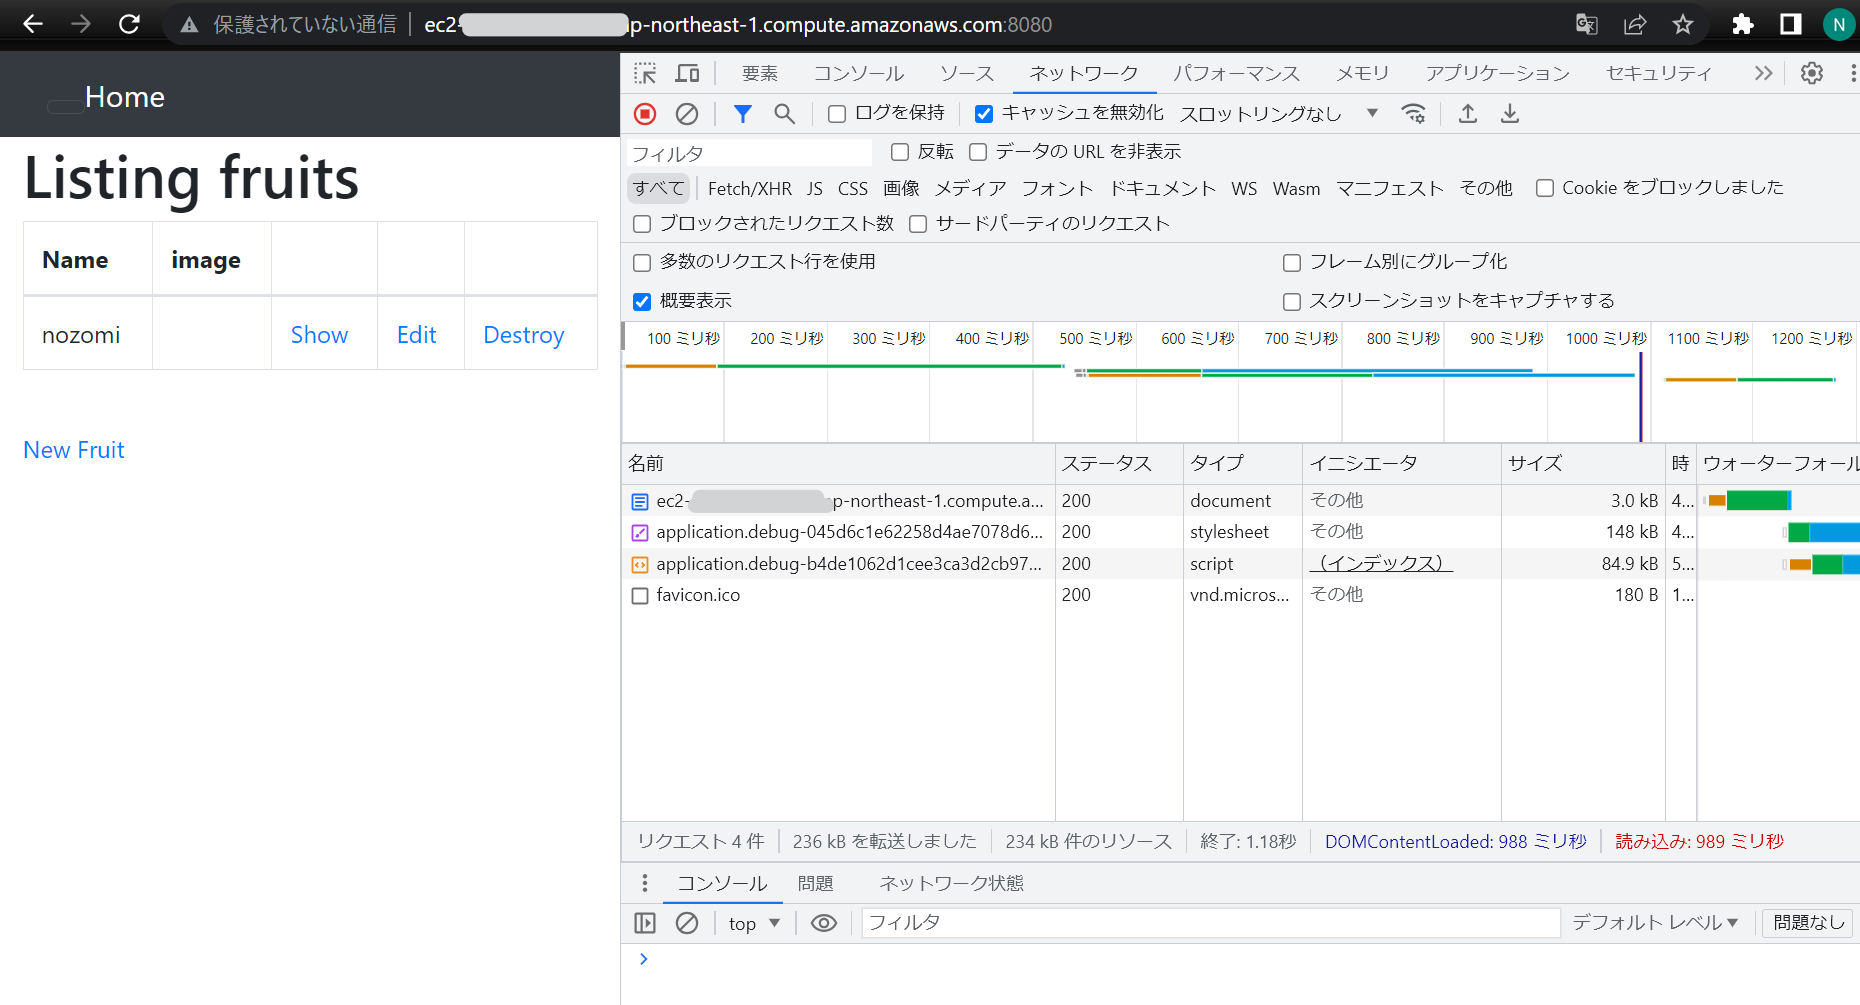 保護されていない通信 ec2- p-northeast-1.compute.amazonaws.com:8080 N
Home
Listing fruits
Name image
nozomi Show Edit Destroy
New Fruit
要素 コンソール ソース ネットワーク パフォーマンス メモリ アプリケーション セキュリティ
ログを保持 キャッシュを無効化 スロットリングなし
フィルタ 反転 データの URL を非表示
すべて Fetch/XHR JS CSS 画像 メディア フォント ドキュメント WS Wasm マニフェスト その他 Cookie をブロックしました
ブロックされたリクエスト数 サードパーティのリクエスト
多数のリクエスト行を使用 フレーム別にグループ化
概要表示 スクリーンショットをキャプチャする
100 ミリ秒 200 ミリ秒 300 ミリ秒 400 ミリ秒 500 ミリ秒 600 ミリ秒 700 ミリ秒 800 ミリ秒 900 ミリ秒 1000 ミリ秒 1100 ミリ秒 1200 ミリ秒
名前 ステータス タイプ イニシエータ サイズ 時 ウォーターフォール
ec2- p-northeast-1.compute.a... 200 document その他 3.0 kB 4...
application.debug-045d6c1e62258d4ae7078d6... 200 stylesheet その他 148 kB 4...
application.debug-b4de1062d1cee3ca3d2cb97... 200 script （インデックス） 84.9 kB 5...
favicon.ico 200 vnd.micros... その他 180 B 1...
リクエスト 4 件 236 kB を転送しました 234 kB 件のリソース 終了: 1.18秒 DOMContentLoaded: 988 ミリ秒 読み込み: 989 ミリ秒
コンソール 問題 ネットワーク状態
top フィルタ デフォルト レベル 問題なし